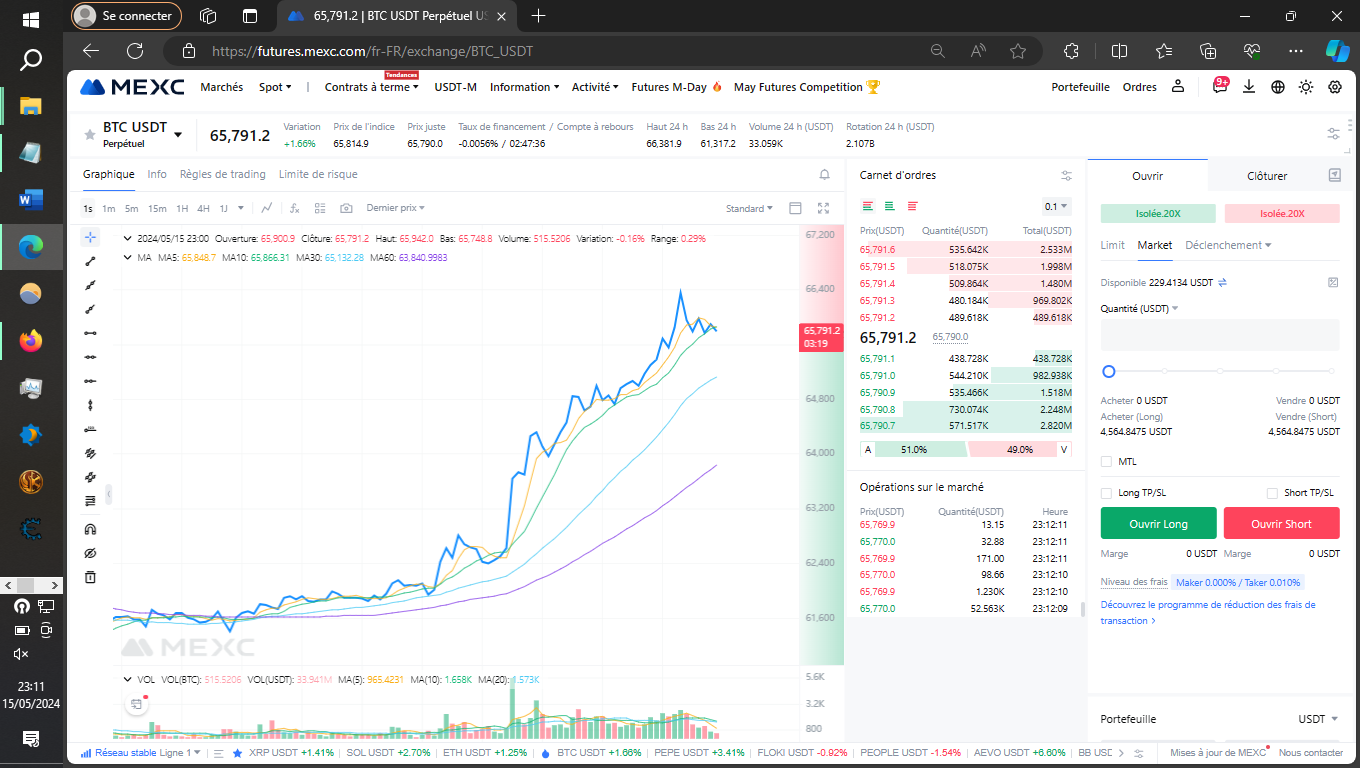 Se connecter
65,791.2 | BTC USDT Perpétuel US
https://futures.mexc.com/fr-FR/exchange/BTC_USDT
MEXC Marchés Spot | Contrats à terme Tendances USDT-M Information Activité Futures M-Day May Futures Competition Portefeuille Ordres 9+
BTC USDT Perpétuel 65,791.2
Variation Prix de l'indice Prix juste Taux de financement / Compte à rebours Haut 24 h Bas 24 h Volume 24 h (USDT) Rotation 24 h (USDT)
+1.66% 65,814.9 65,790.0 -0.0056% / 02:47:36 66,381.9 61,317.2 33.059K 2.107B
Graphique Info Règles de trading Limite de risque
1s 1m 5m 15m 1H 4H 1J Dernier prix Standard
2024/05/15 23:00 Ouverture: 65,900.9 Clôture: 65,791.2 Haut: 65,942.0 Bas: 65,748.8 Volume: 515.5206 Variation: -0.16% Range: 0.29%
MA MA5: 65,848.7 MA10: 65,866.31 MA30: 65,132.28 MA60: 63,840.9983
67,200
66,400
65,791.2
03:19
64,800
64,000
63,200
62,400
61,600
MEXC
VOL VOL(BTC): 515.5206 VOL(USDT): 33.941M MA(5): 965.4231 MA(10): 1.658K MA(20): 1.573K
5.6K
3.2K
800
Carnet d'ordres
0.1
Prix(USDT) Quantité(USDT) Total(USDT)
65,791.6 535.642K 2.533M
65,791.5 518.075K 1.998M
65,791.4 509.864K 1.480M
65,791.3 480.184K 969.802K
65,791.2 489.618K 489.618K
65,791.2 65,790.0
65,791.1 438.728K 438.728K
65,791.0 544.210K 982.938K
65,790.9 535.466K 1.518M
65,790.8 730.074K 2.248M
65,790.7 571.517K 2.820M
A 51.0% 49.0% V
Opérations sur le marché
Prix(USDT) Quantité(USDT) Heure
65,769.9 13.15 23:12:11
65,770.0 32.88 23:12:11
65,769.9 171.00 23:12:11
65,770.0 98.66 23:12:10
65,769.9 1.230K 23:12:10
65,770.0 52.563K 23:12:09
Ouvrir Clôturer
Isolée.20X Isolée.20X
Limit Market Déclenchement
Disponible 229.4134 USDT
Quantité (USDT)
Acheter 0 USDT Vendre 0 USDT
Acheter (Long) Vendre (Short)
4,564.8475 USDT 4,564.8475 USDT
MTL
Long TP/SL Short TP/SL
Ouvrir Long Ouvrir Short
Marge 0 USDT Marge 0 USDT
Niveau des frais Maker 0.000% / Taker 0.010%
Découvrez le programme de réduction des frais de
transaction >
Portefeuille USDT
Réseau stable Ligne 1 XRP USDT +1.41% SOL USDT +2.70% ETH USDT +1.25% BTC USDT +1.66% PEPE USDT +3.41% FLOKI USDT -0.92% PEOPLE USDT -1.54% AEVO USDT +6.60% BB USD Mises à jour de MEXC Nous contacter
23:11
15/05/2024